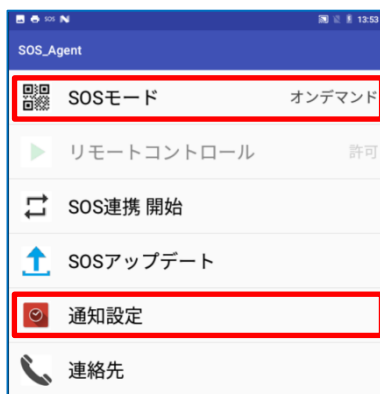 SOS
13:53
SOS_Agent
SOSモード オンデマンド
リモートコントロール 許可
SOS連携 開始
SOSアップデート
通知設定
連絡先